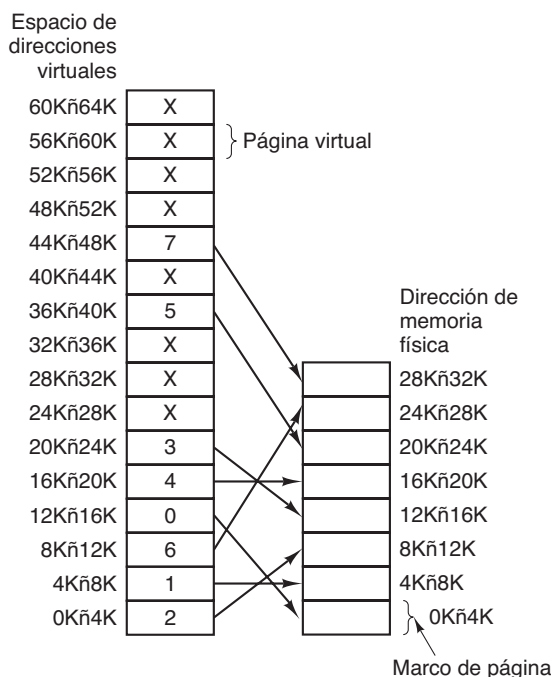 Espacio de
direcciones
virtuales
60Kñ64K X
56Kñ60K X Página virtual
52Kñ56K X
48Kñ52K X
44Kñ48K 7
40Kñ44K X
36Kñ40K 5
32Kñ36K X
28Kñ32K X
24Kñ28K X
20Kñ24K 3
16Kñ20K 4
12Kñ16K 0
8Kñ12K 6
4Kñ8K 1
0Kñ4K 2
Dirección de
memoria
física
28Kñ32K
24Kñ28K
20Kñ24K
16Kñ20K
12Kñ16K
8Kñ12K
4Kñ8K
0Kñ4K
Marco de página